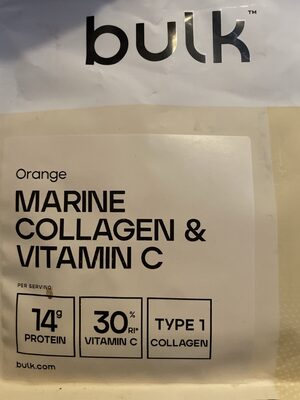 bulk™
Orange
MARINE
COLLAGEN &
VITAMIN C
PER SERVING
14g
PROTEIN
30% RI*
VITAMIN C
TYPE 1
COLLAGEN
bulk.com